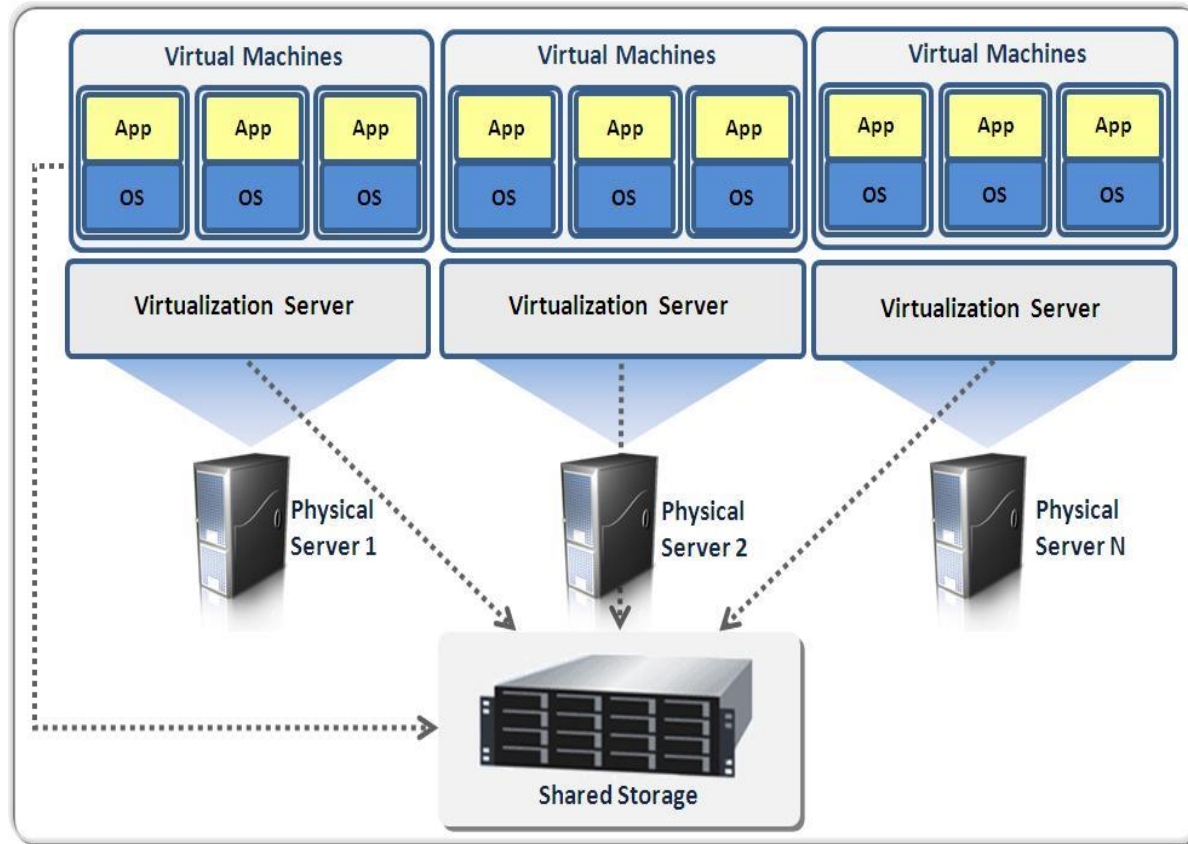 Virtual Machines
Virtual Machines
Virtual Machines
App
App
App
App
App
App
App
App
App
OS
OS
OS
OS
OS
OS
OS
OS
OS
Virtualization Server
Virtualization Server
Virtualization Server
Physical
Server 1
Physical
Server 2
Physical
Server N
Shared Storage